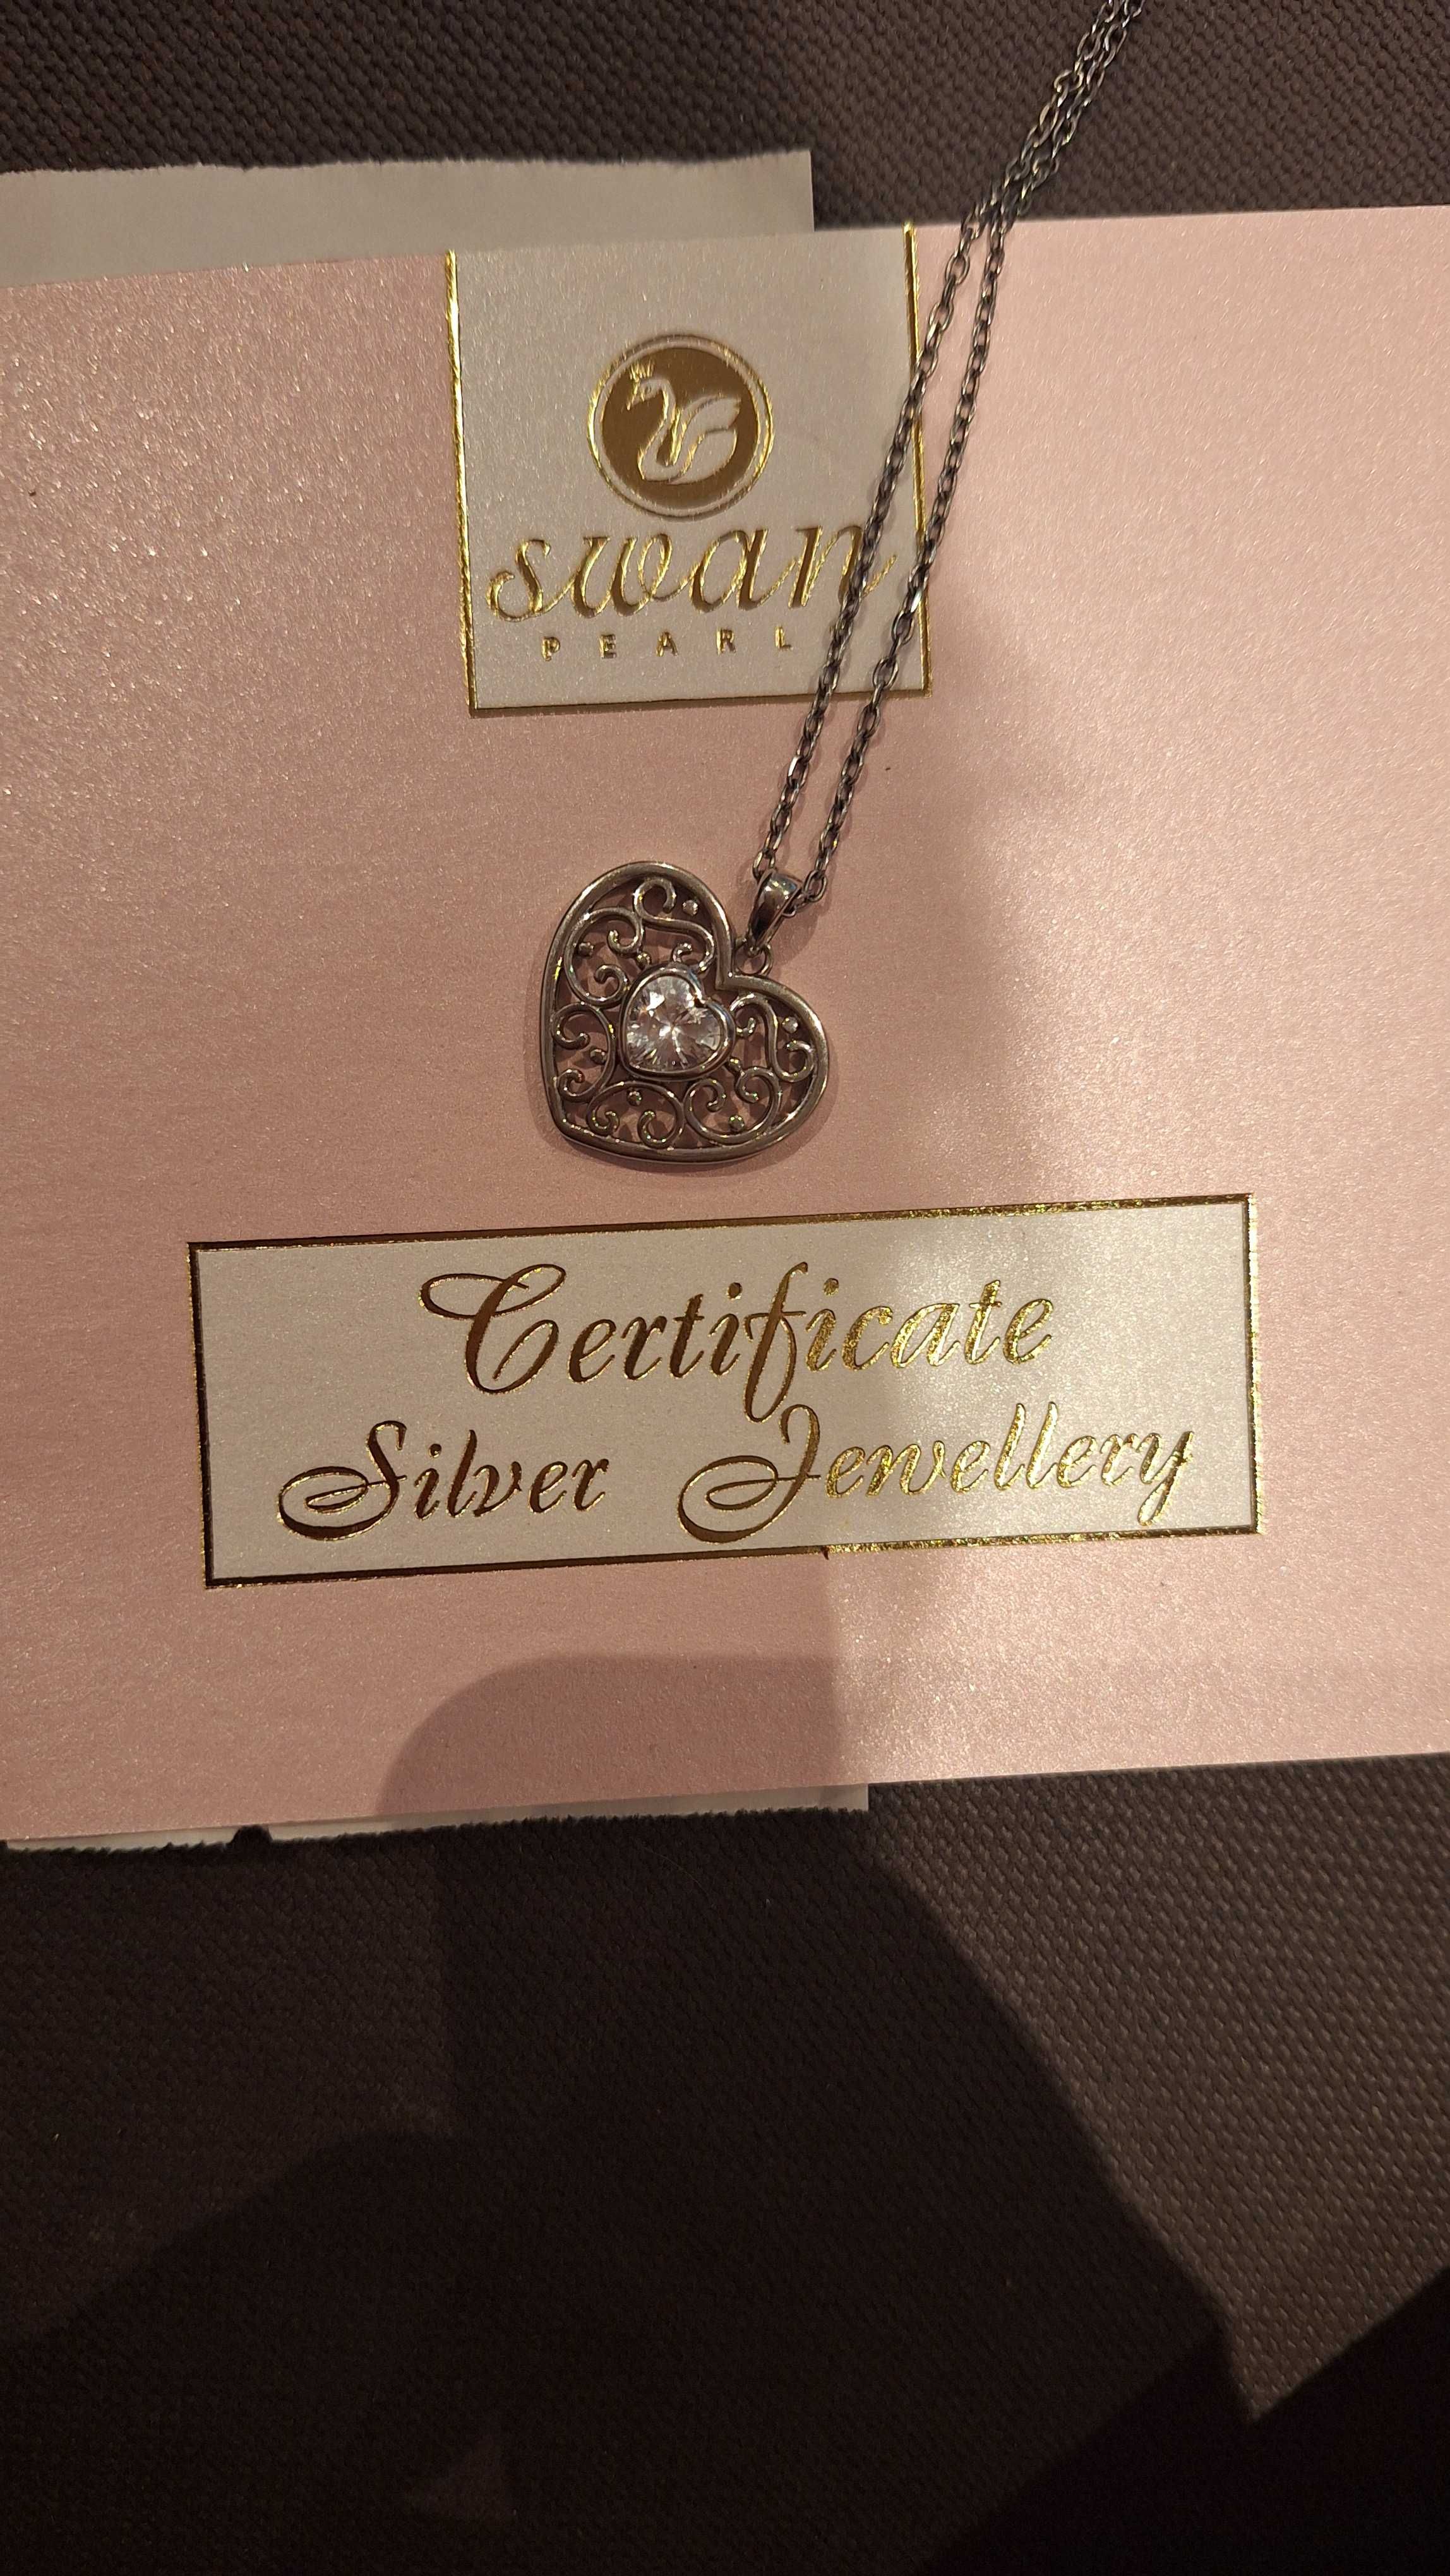 swan
PEARL
Certificate
Silver Jewellery